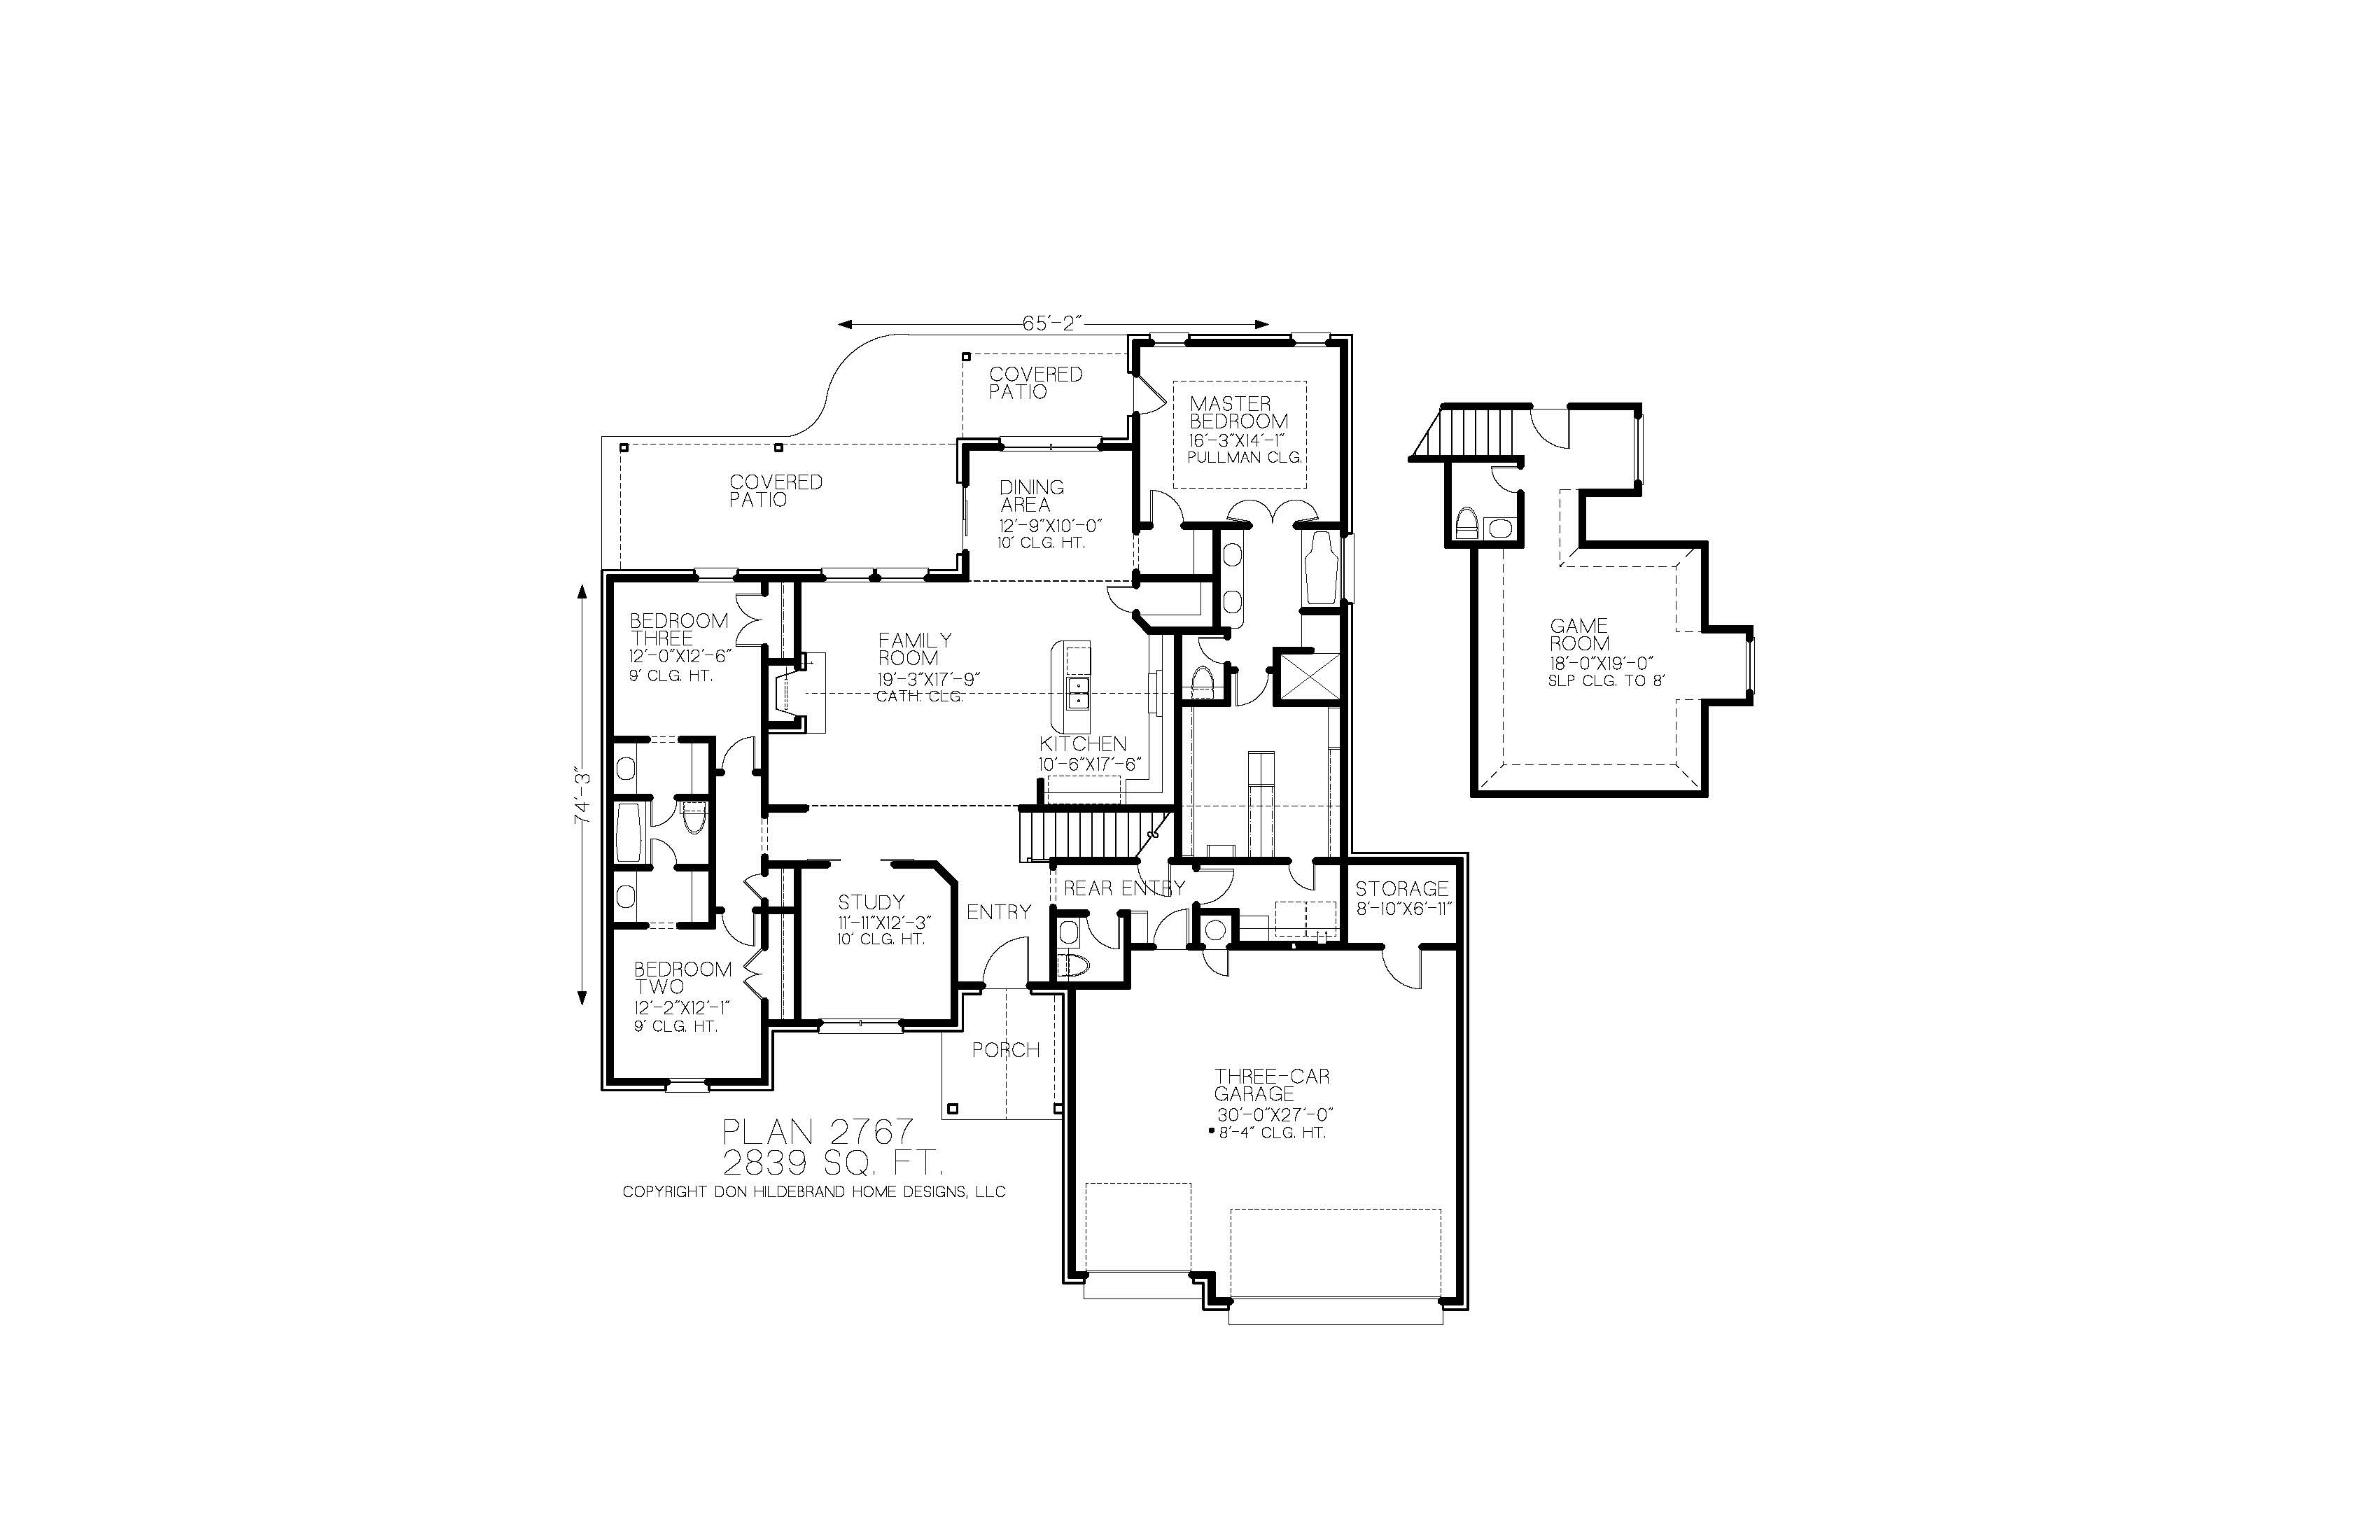 65'-2"
COVERED
PATIO
MASTER
BEDROOM
16'-3"X14'-1"
PULLMAN CLG.
COVERED
PATIO
DINING
AREA
12'-9"X10'-0"
10' CLG. HT.
BEDROOM
THREE
12'-0"X12'-6"
9' CLG. HT.
FAMILY
ROOM
19'-3"X17'-9"
CATH. CLG.
GAME
ROOM
18'-0"X19'-0"
SLP CLG. TO 8'
KITCHEN
10'-6"X17'-6"
74'-3"
STUDY
11'-11"X12'-3"
10' CLG. HT.
ENTRY
REAR ENTRY
STORAGE
8'-10"X6'-11"
BEDROOM
TWO
12'-2"X12'-1"
9' CLG. HT.
PORCH
THREE-CAR
GARAGE
30'-0"X27'-0"
8'-4" CLG. HT.
PLAN 2767
2839 SQ. FT.
COPYRIGHT DON HILDEBRAND HOME DESIGNS, LLC